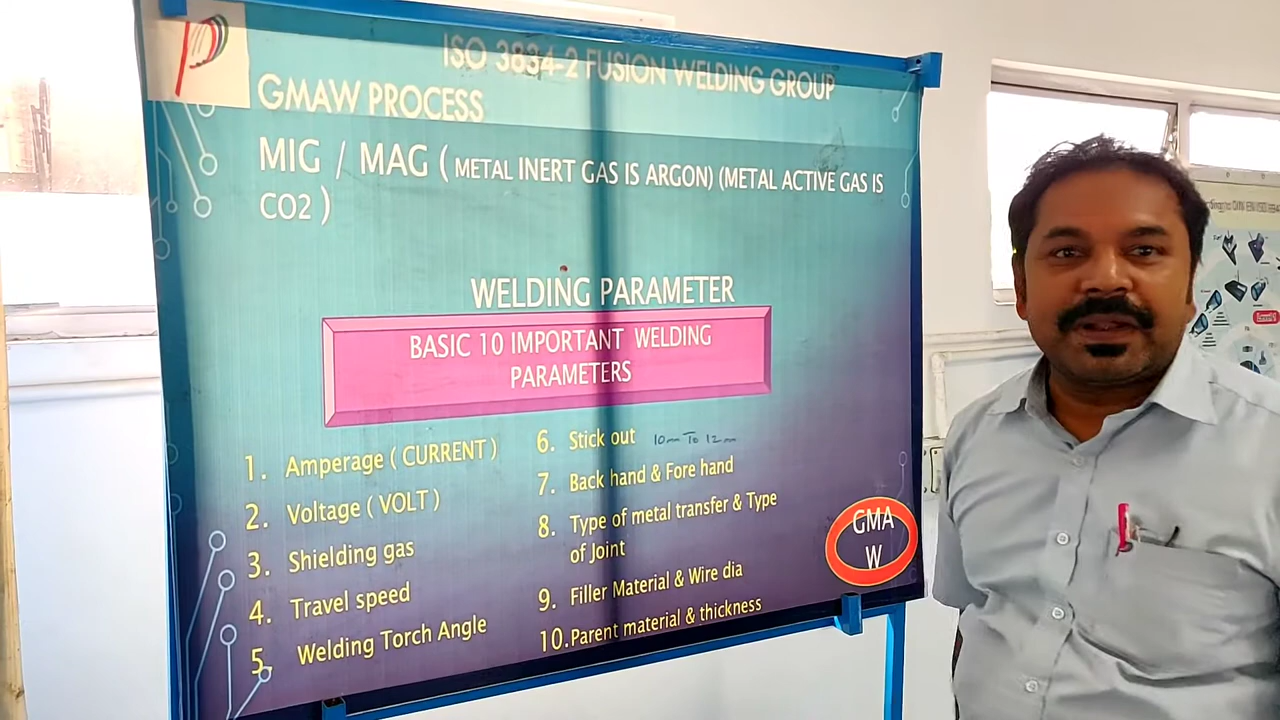 ISO 3834-2 FUSION WELDING GROUP
GMAW PROCESS
MIG / MAG ( METAL INERT GAS IS ARGON) (METAL ACTIVE GAS IS
CO2 )
WELDING PARAMETER
BASIC 10 IMPORTANT WELDING
PARAMETERS
1. Amperage ( CURRENT )
2. Voltage ( VOLT )
3. Shielding gas
4. Travel speed
5. Welding Torch Angle
6. Stick out 10mm To 12mm
7. Back hand & Fore hand
8. Type of metal transfer & Type
of Joint
9. Filler Material & Wire dia
10.Parent material & thickness
GMA
W